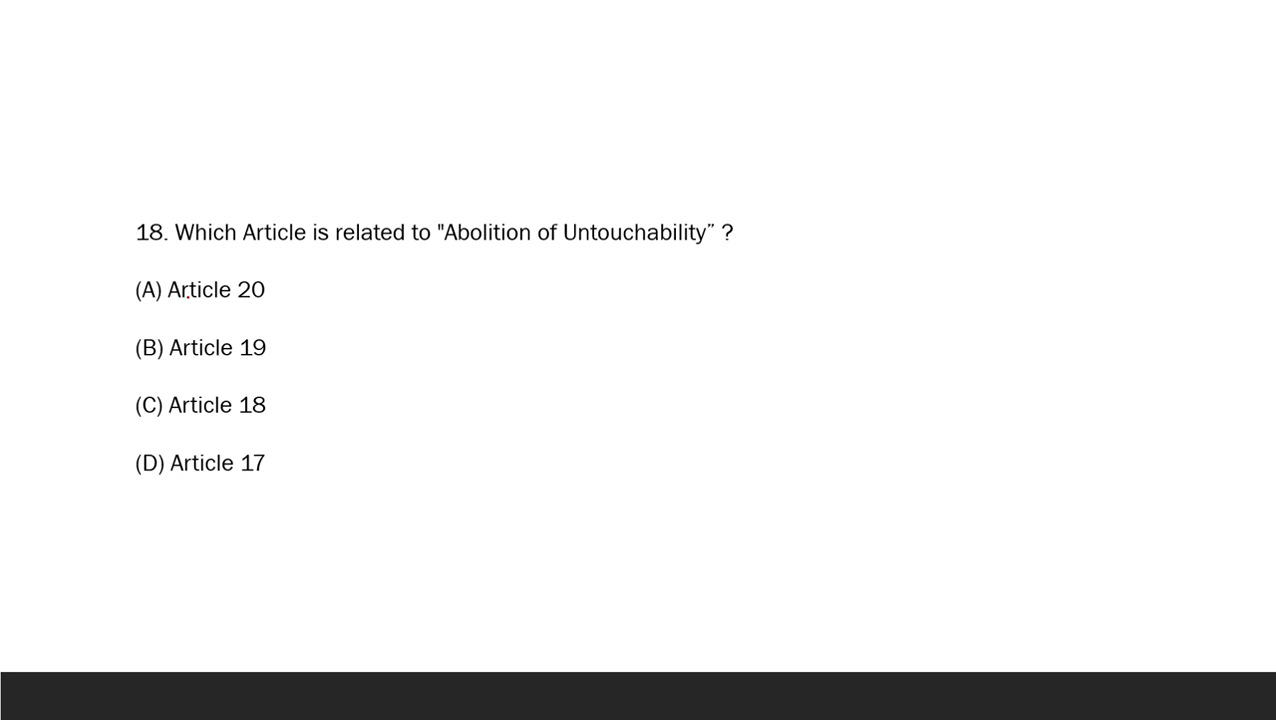 18. Which Article is related to "Abolition of Untouchability” ?
(A) Article 20
(B) Article 19
(C) Article 18
(D) Article 17